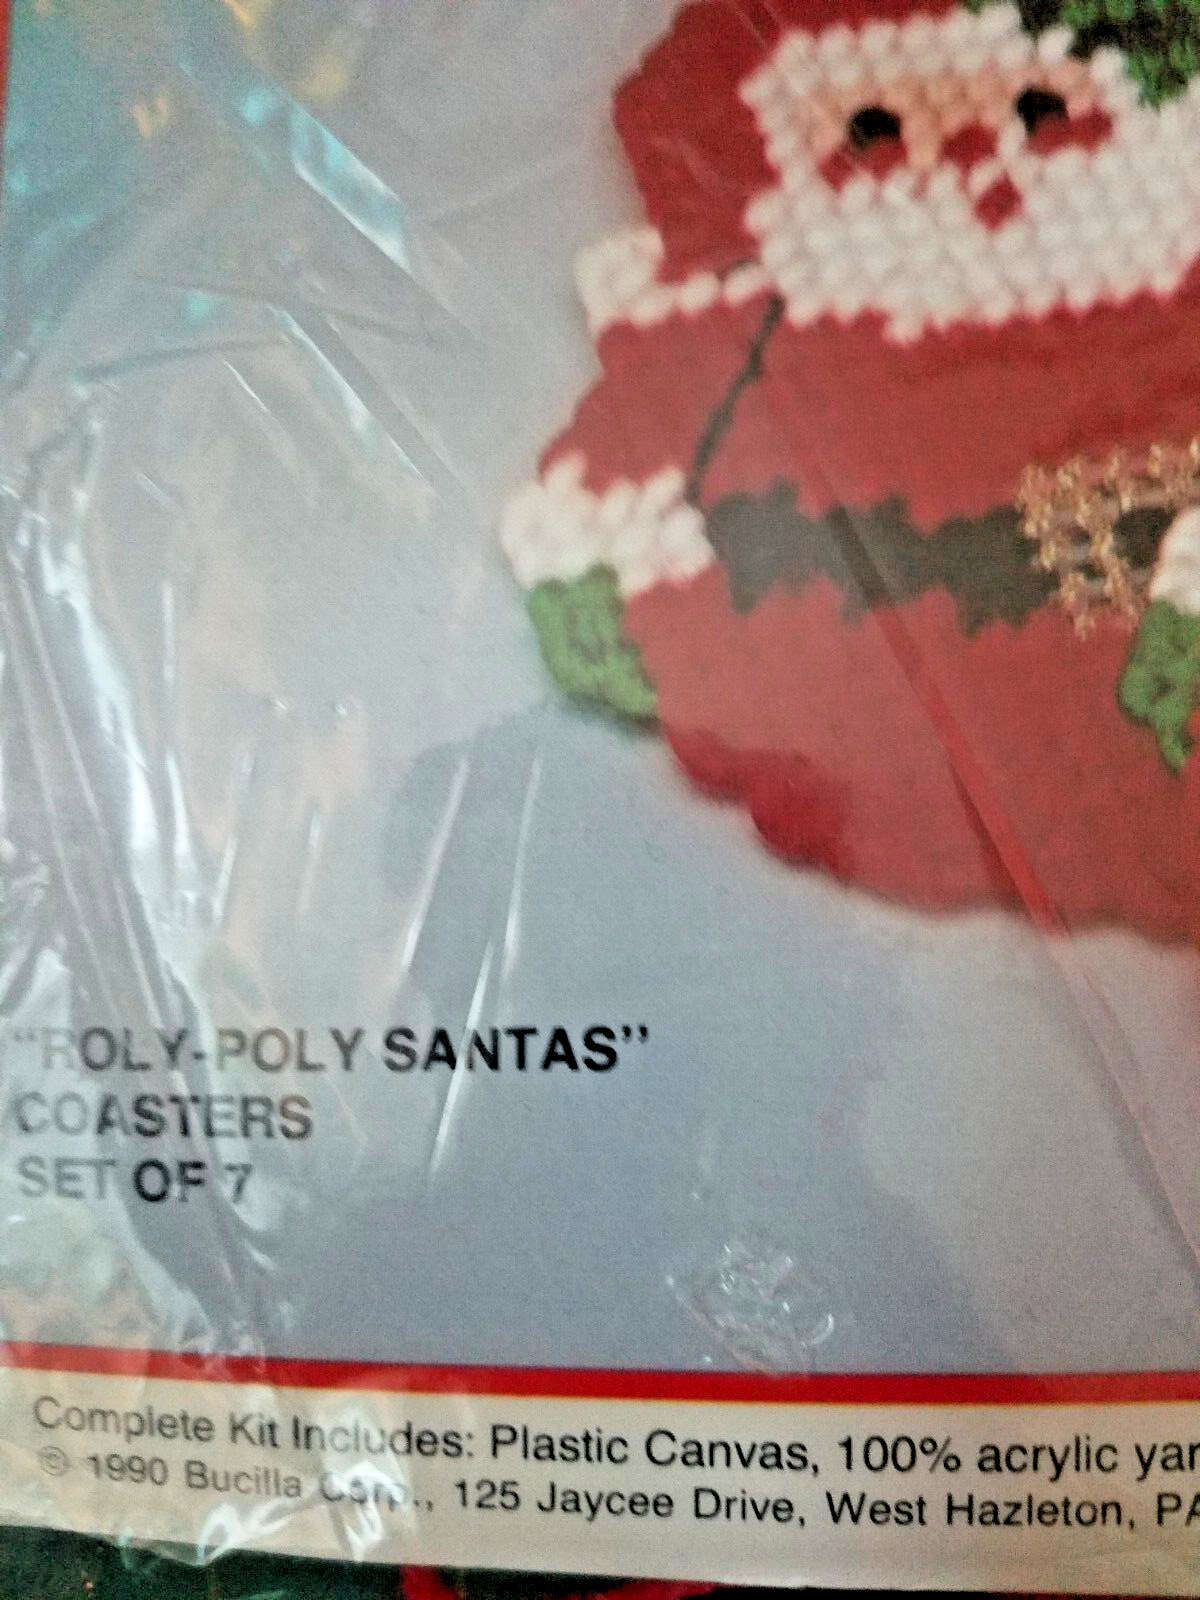 "ROLY-POLY SANTAS"
COASTERS
SET OF 7
Complete Kit Includes: Plastic Canvas, 100% acrylic yar
© 1990 Bucilla Corp., 125 Jaycee Drive, West Hazleton, PA